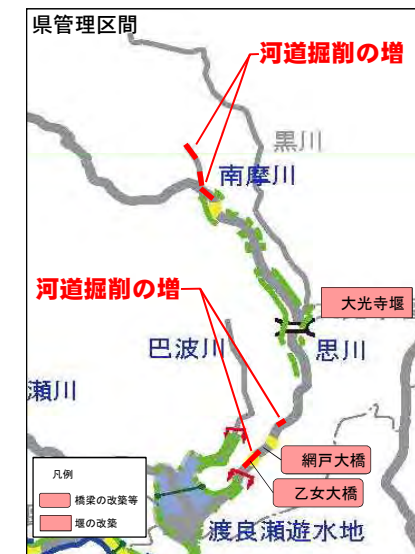 県管理区間
河道掘削の増
黒川
南摩川
河道掘削の増
大光寺堰
巴波川
思川
瀬川
網戸大橋
乙女大橋
渡良瀬遊水地
凡例
橋梁の改築等
堰の改築